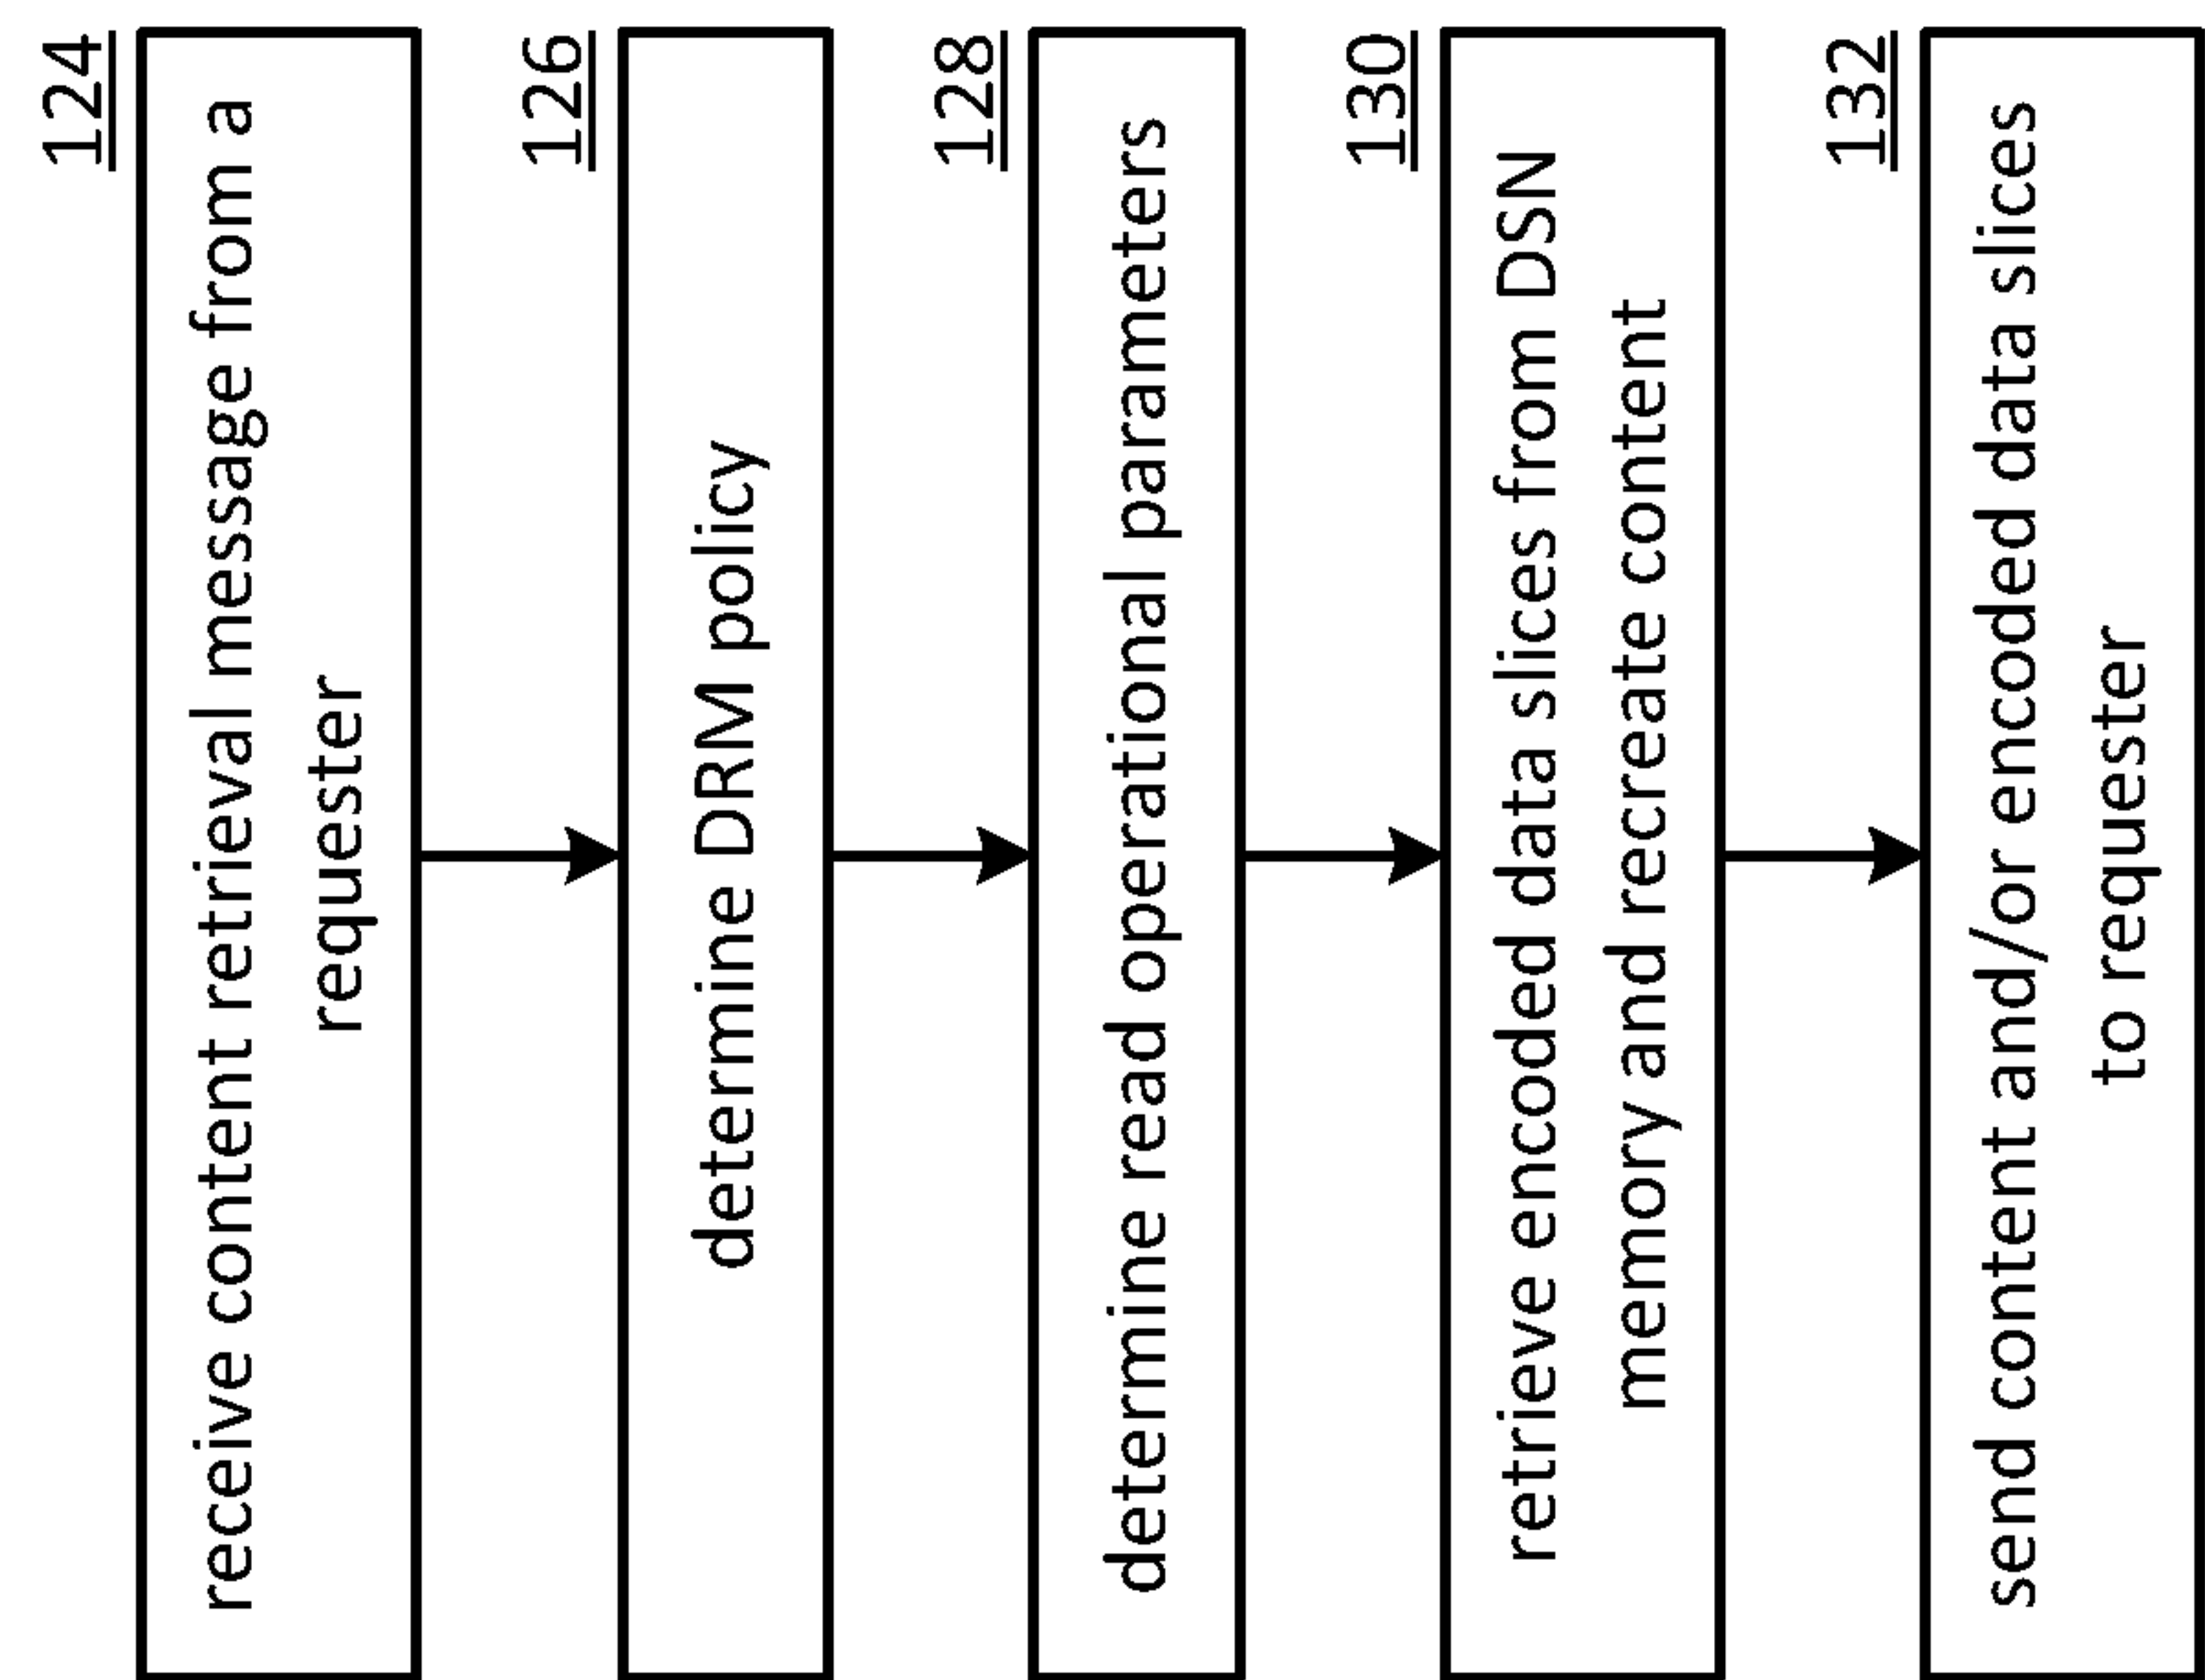 124
receive content retrieval message from a
requester
126
determine DRM policy
128
determine read operational parameters
130
retrieve encoded data slices from DSN
memory and recreate content
132
send content and/or encoded data slices
to requester